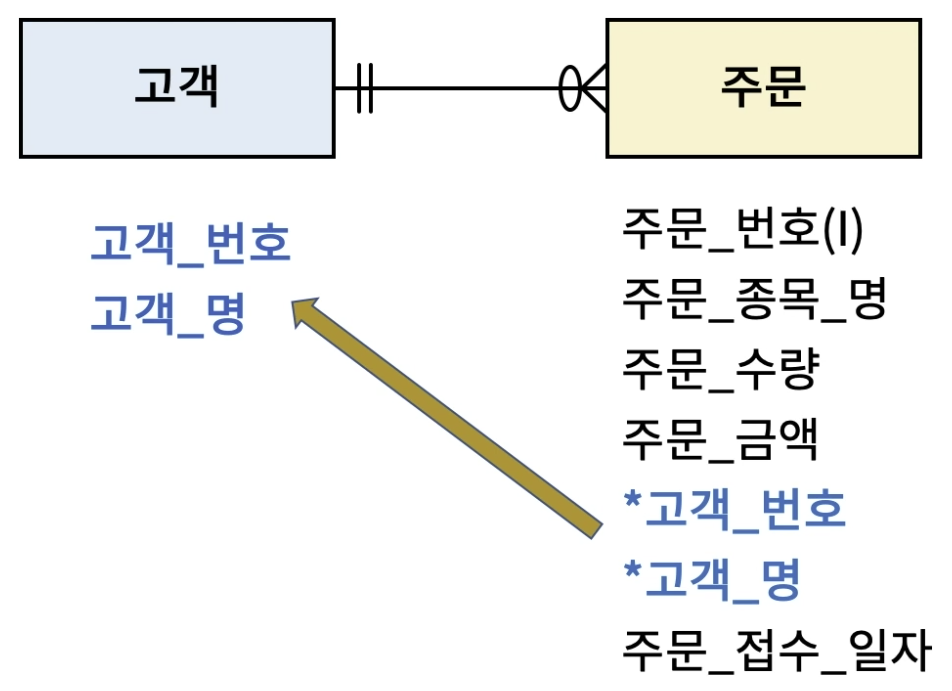 고객
주문
고객_번호
고객_명
주문_번호(I)
주문_종목_명
주문_수량
주문_금액
*고객_번호
*고객_명
주문_접수_일자